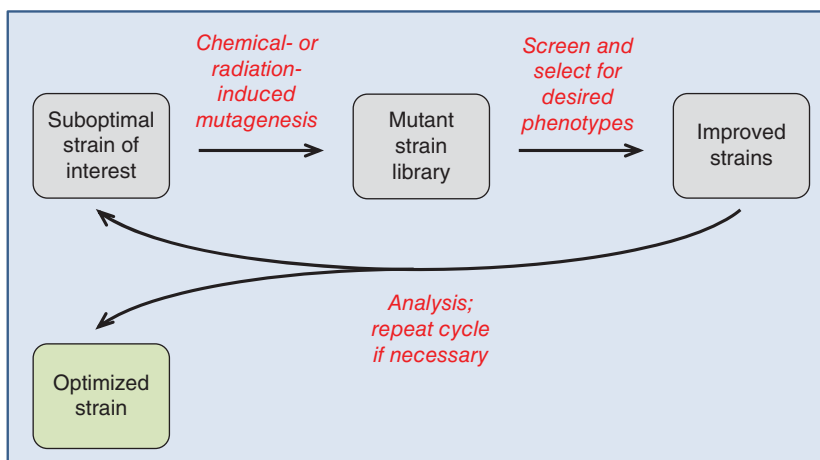 Chemical- or
radiation-
induced
mutagenesis
Screen and
select for
desired
phenotypes
Suboptimal
strain of
interest
Mutant
strain
library
Improved
strains
Analysis;
repeat cycle
if necessary
Optimized
strain